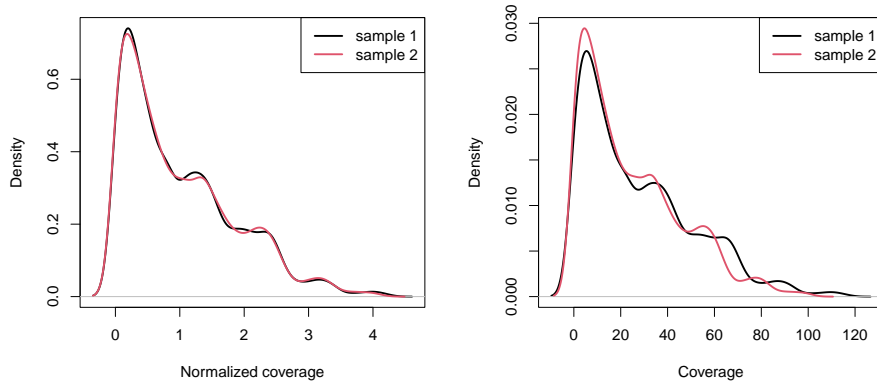 sample 1
sample 2
Density
0.0
0.2
0.4
0.6
0 1 2 3 4
Normalized coverage
sample 1
sample 2
Density
0.000
0.010
0.020
0.030
0 20 40 60 80 100 120
Coverage